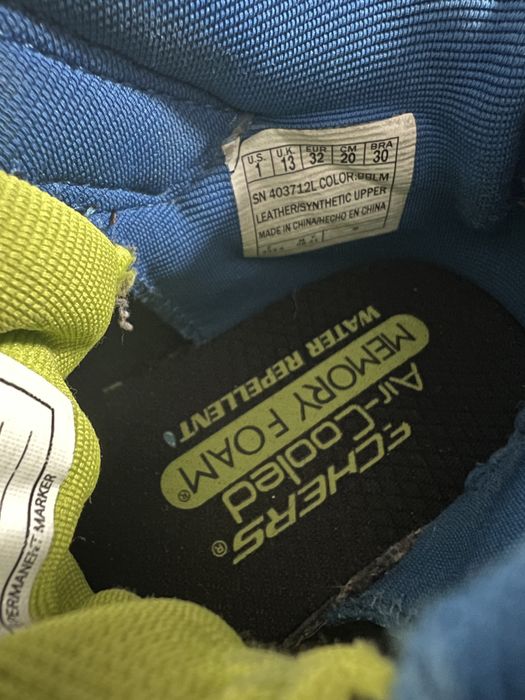 U.S. U.K EUR CM BRA
1 13 32 20 30
SN 403712L COLOR:BBLM
LEATHER/SYNTHETIC UPPER
MADE IN CHINA/HECHO EN CHINA
WATER REPELLENT
MEMORY FOAM®
Air-Cooled
ECHERS®
PERMANENT MARKER